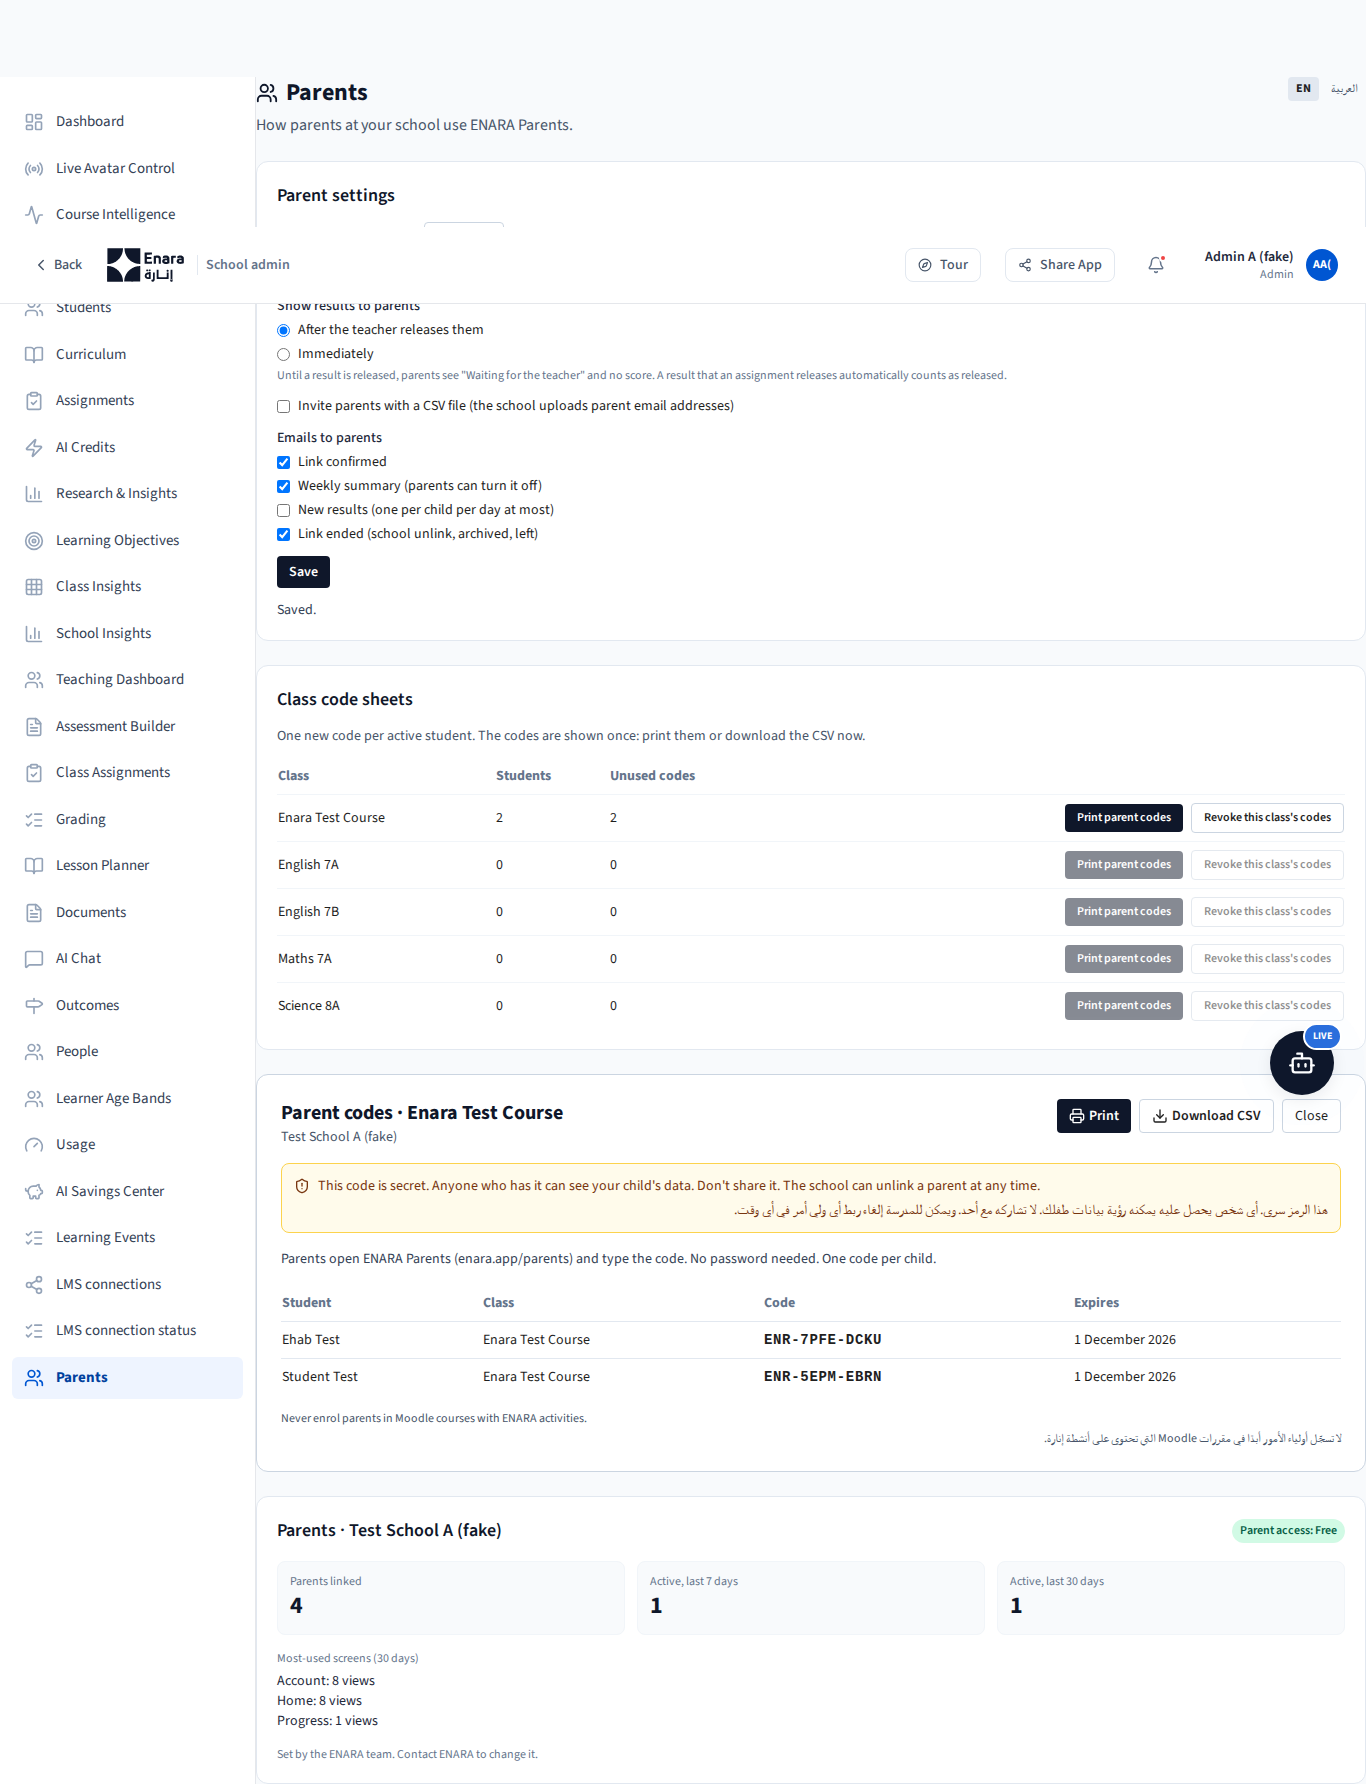 Parents
EN العربية
How parents at your school use ENARA Parents.
Dashboard
Live Avatar Control
Course Intelligence
Parent settings
Back
Enara
إنارة
School admin
Tour
Share App
Admin A (fake)
Admin
AA(
Students
Curriculum
Assignments
AI Credits
Research & Insights
Learning Objectives
Class Insights
School Insights
Teaching Dashboard
Assessment Builder
Class Assignments
Grading
Lesson Planner
Documents
AI Chat
Outcomes
People
Learner Age Bands
Usage
AI Savings Center
Learning Events
LMS connections
LMS connection status
Parents
Show results to parents
After the teacher releases them
Immediately
Until a result is released, parents see "Waiting for the teacher" and no score. A result that an assignment releases automatically counts as released.
Invite parents with a CSV file (the school uploads parent email addresses)
Emails to parents
Link confirmed
Weekly summary (parents can turn it off)
New results (one per child per day at most)
Link ended (school unlink, archived, left)
Save
Saved.
Class code sheets
One new code per active student. The codes are shown once: print them or download the CSV now.
Class Students Unused codes
Enara Test Course 2 2 Print parent codes Revoke this class's codes
English 7A 0 0 Print parent codes Revoke this class's codes
English 7B 0 0 Print parent codes Revoke this class's codes
Maths 7A 0 0 Print parent codes Revoke this class's codes
Science 8A 0 0 Print parent codes Revoke this class's codes
LIVE
Parent codes · Enara Test Course
Print Download CSV Close
Test School A (fake)
This code is secret. Anyone who has it can see your child's data. Don't share it. The school can unlink a parent at any time.
هذا الرمز سري. أي شخص يحصل عليه يمكنه رؤية بيانات طفلك. لا تشاركه مع أحد. ويمكن للمدرسة إلغاء ربط أي ولي أمر في أي وقت.
Parents open ENARA Parents (enara.app/parents) and type the code. No password needed. One code per child.
Student Class Code Expires
Ehab Test Enara Test Course ENR-7PFE-DCKU 1 December 2026
Student Test Enara Test Course ENR-5EPM-EBRN 1 December 2026
Never enrol parents in Moodle courses with ENARA activities.
لا تسجّل أولياء الأمور أبدًا في مقررات Moodle التي تحتوي على أنشطة إنارة.
Parents · Test School A (fake)
Parent access: Free
Parents linked
4
Active, last 7 days
1
Active, last 30 days
1
Most-used screens (30 days)
Account: 8 views
Home: 8 views
Progress: 1 views
Set by the ENARA team. Contact ENARA to change it.